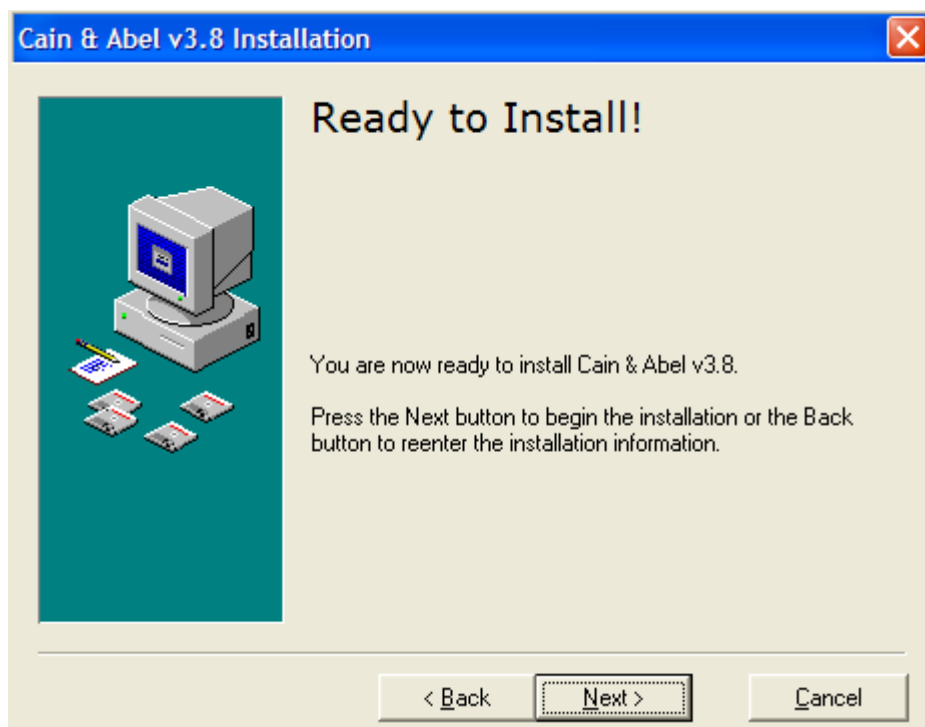 Cain & Abel v3.8 Installation
Ready to Install!
You are now ready to install Cain & Abel v3.8.
Press the Next button to begin the installation or the Back
button to reenter the installation information.
< Back
Next >
Cancel